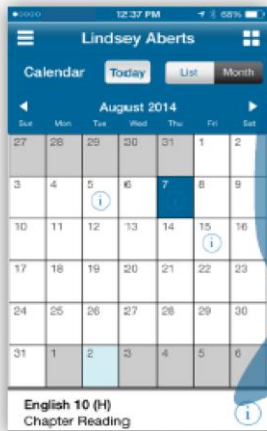 12:37 PM 68%
Lindsey Aberts
Calendar Today List Month
August 2014
Sun Mon Tue Wed Thu Fri Sat
27 28 29 30 31 1 2
3 4 5 6 7 8 9
i
10 11 12 13 14 15 16
i
17 18 19 20 21 22 23
24 25 26 27 28 29 30
31 1 2 3 4 5 6
English 10 (H)
Chapter Reading
i